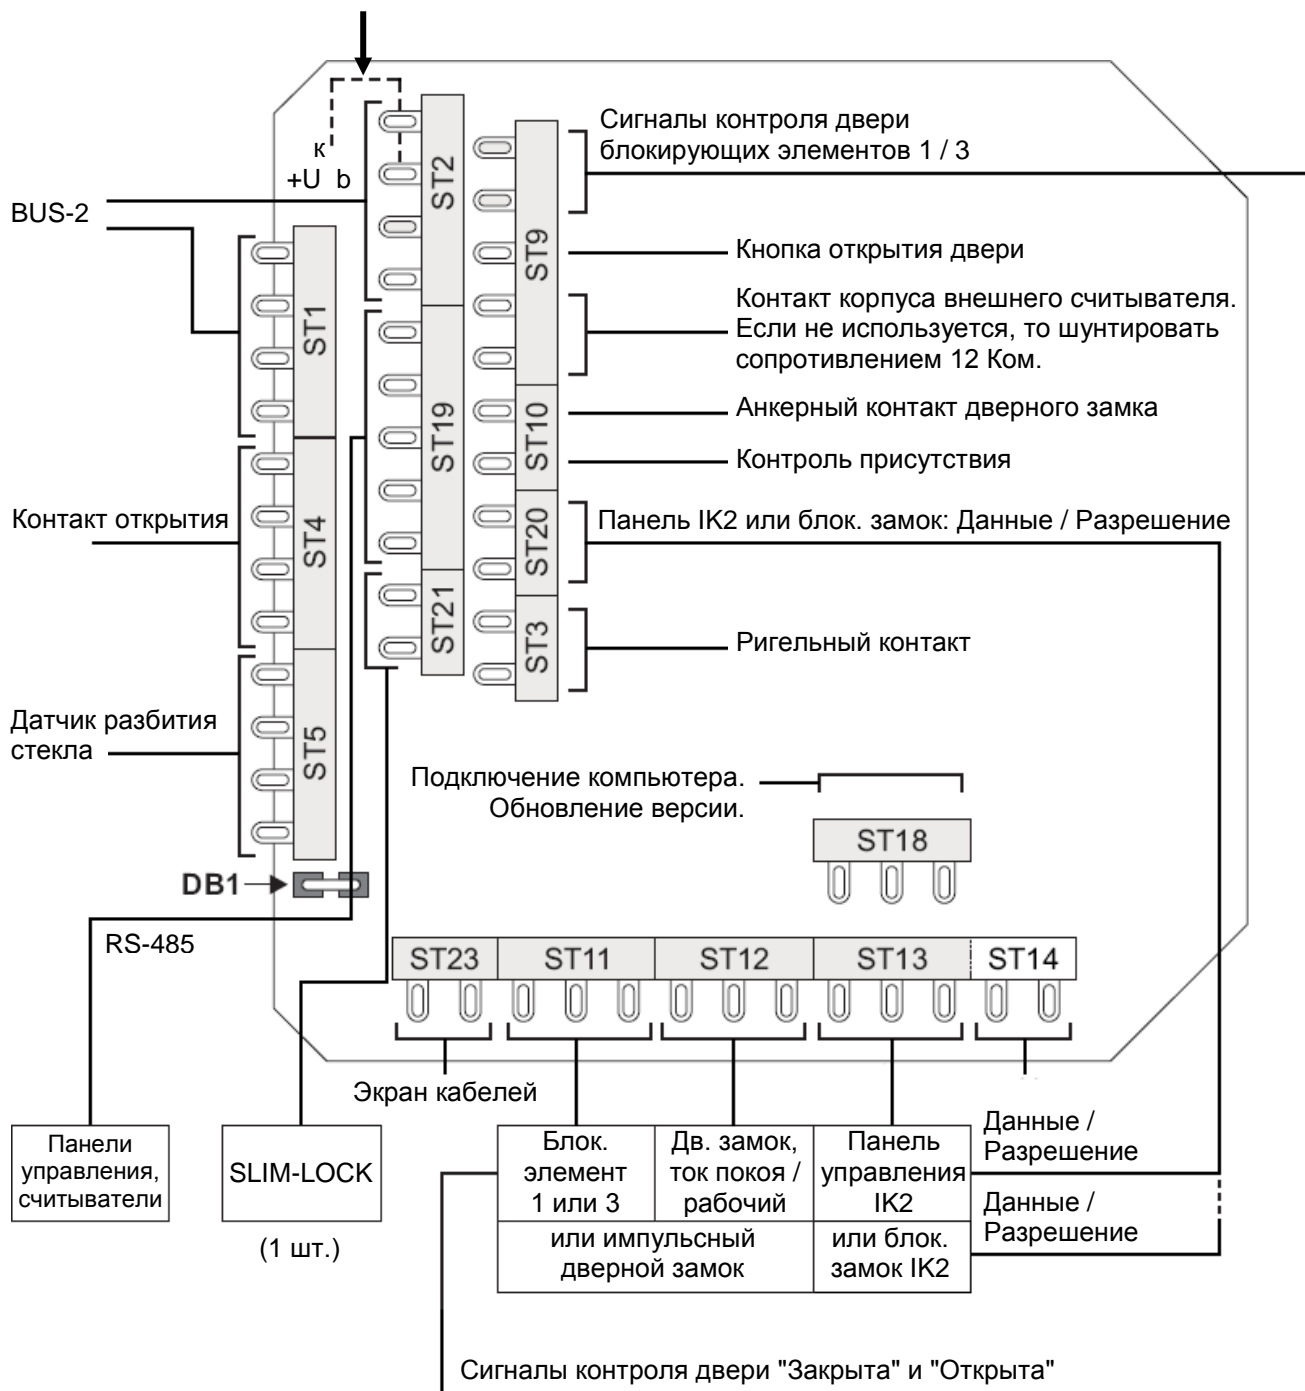 Сигналы контроля двери
блокирующих элементов 1 / 3
к
+U b
BUS-2
ST2
ST9
Кнопка открытия двери
Контакт корпуса внешнего считывателя.
Если не используется, то шунтировать
сопротивлением 12 Ком.
ST1
ST19
ST10
Анкерный контакт дверного замка
Контроль присутствия
Контакт открытия
ST4
ST20
Панель IK2 или блок. замок: Данные / Разрешение
ST21
ST3
Ригельный контакт
Датчик разбития
стекла
ST5
Подключение компьютера.
Обновление версии.
ST18
DB1
RS-485
ST23
ST11
ST12
ST13
ST14
Экран кабелей
Панели
управления,
считыватели
SLIM-LOCK
(1 шт.)
Блок.
элемент
1 или 3
Дв. замок,
ток покоя /
рабочий
Панель
управления
IK2
Данные /
Разрешение
или импульсный
дверной замок
или блок.
замок IK2
Данные /
Разрешение
Сигналы контроля двери "Закрыта" и "Открыта"